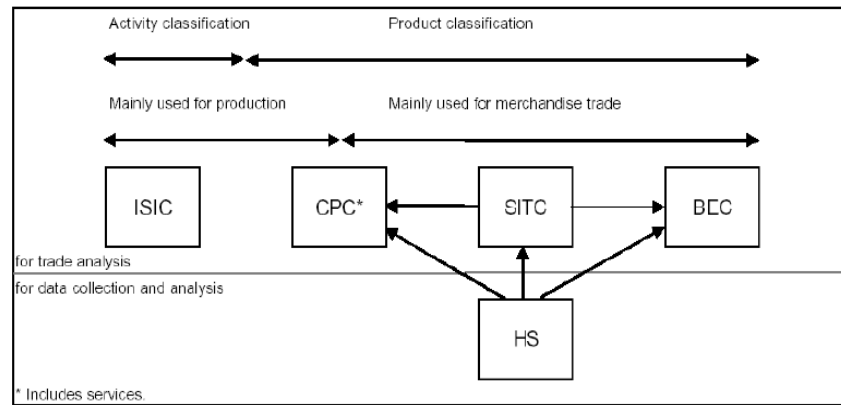 Activity classification Product classification
Mainly used for production Mainly used for merchandise trade
ISIC CPC* SITC BEC
for trade analysis
for data collection and analysis
HS
* Includes services.